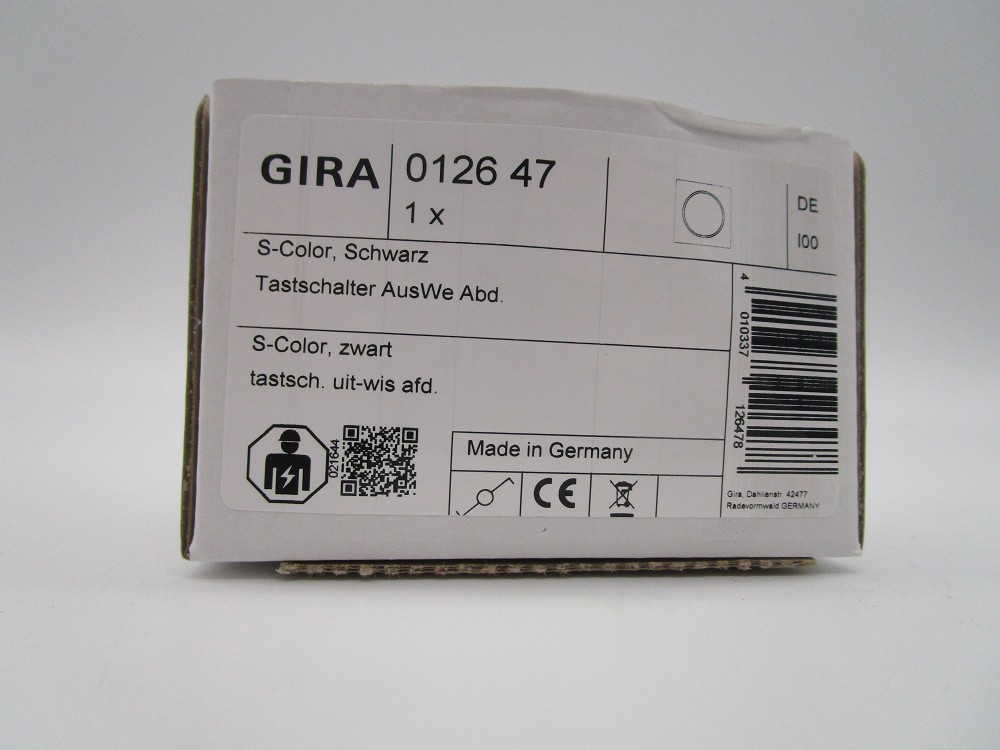 GIRA
0126 47
1 x
DE
I00
S-Color, Schwarz
Tastschalter AusWe Abd.
S-Color, zwart
tastsch. uit-wis afd.
4 010337 126478
021644
Made in Germany
CE
Gira, Dahlienstr. 42477
Radevormwald GERMANY